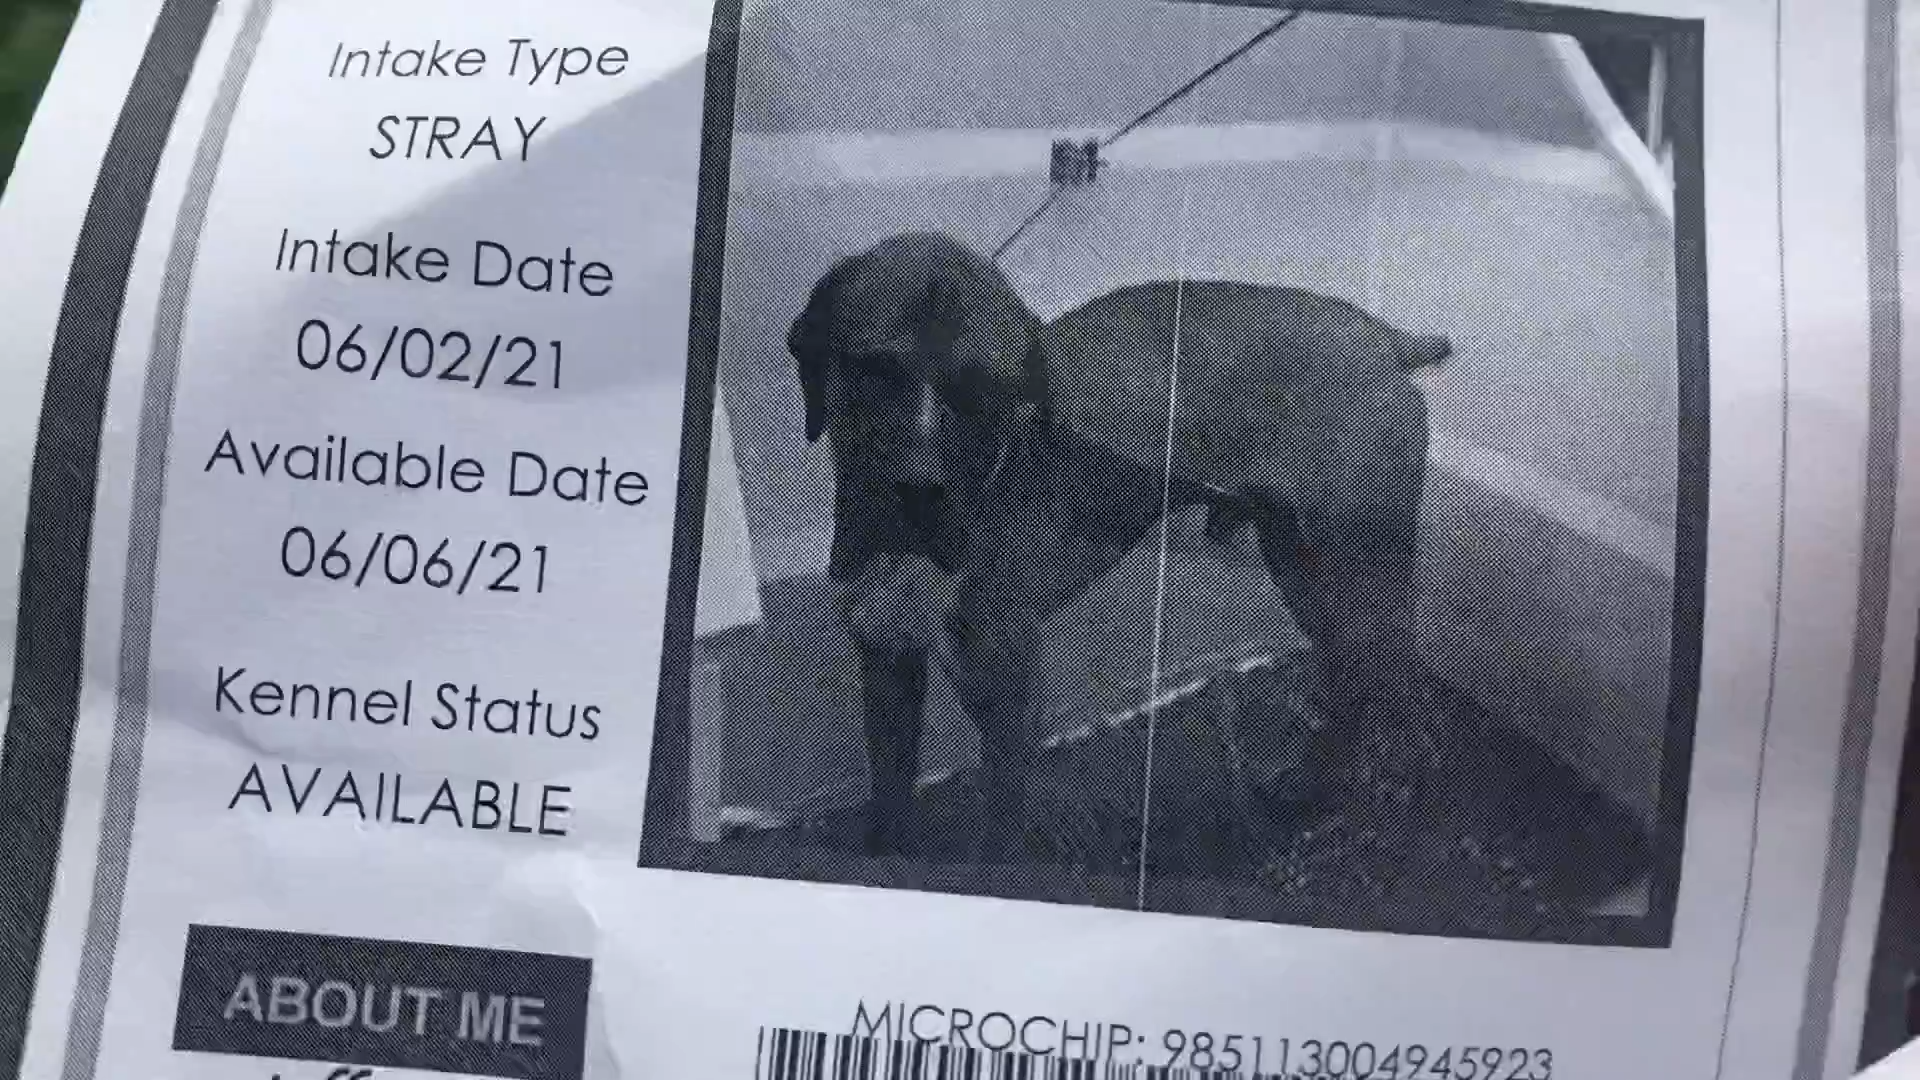 Intake Type
STRAY
Intake Date
06/02/21
Available Date
06/06/21
Kennel Status
AVAILABLE
ABOUT ME
MICROCHIP: 985113004945923